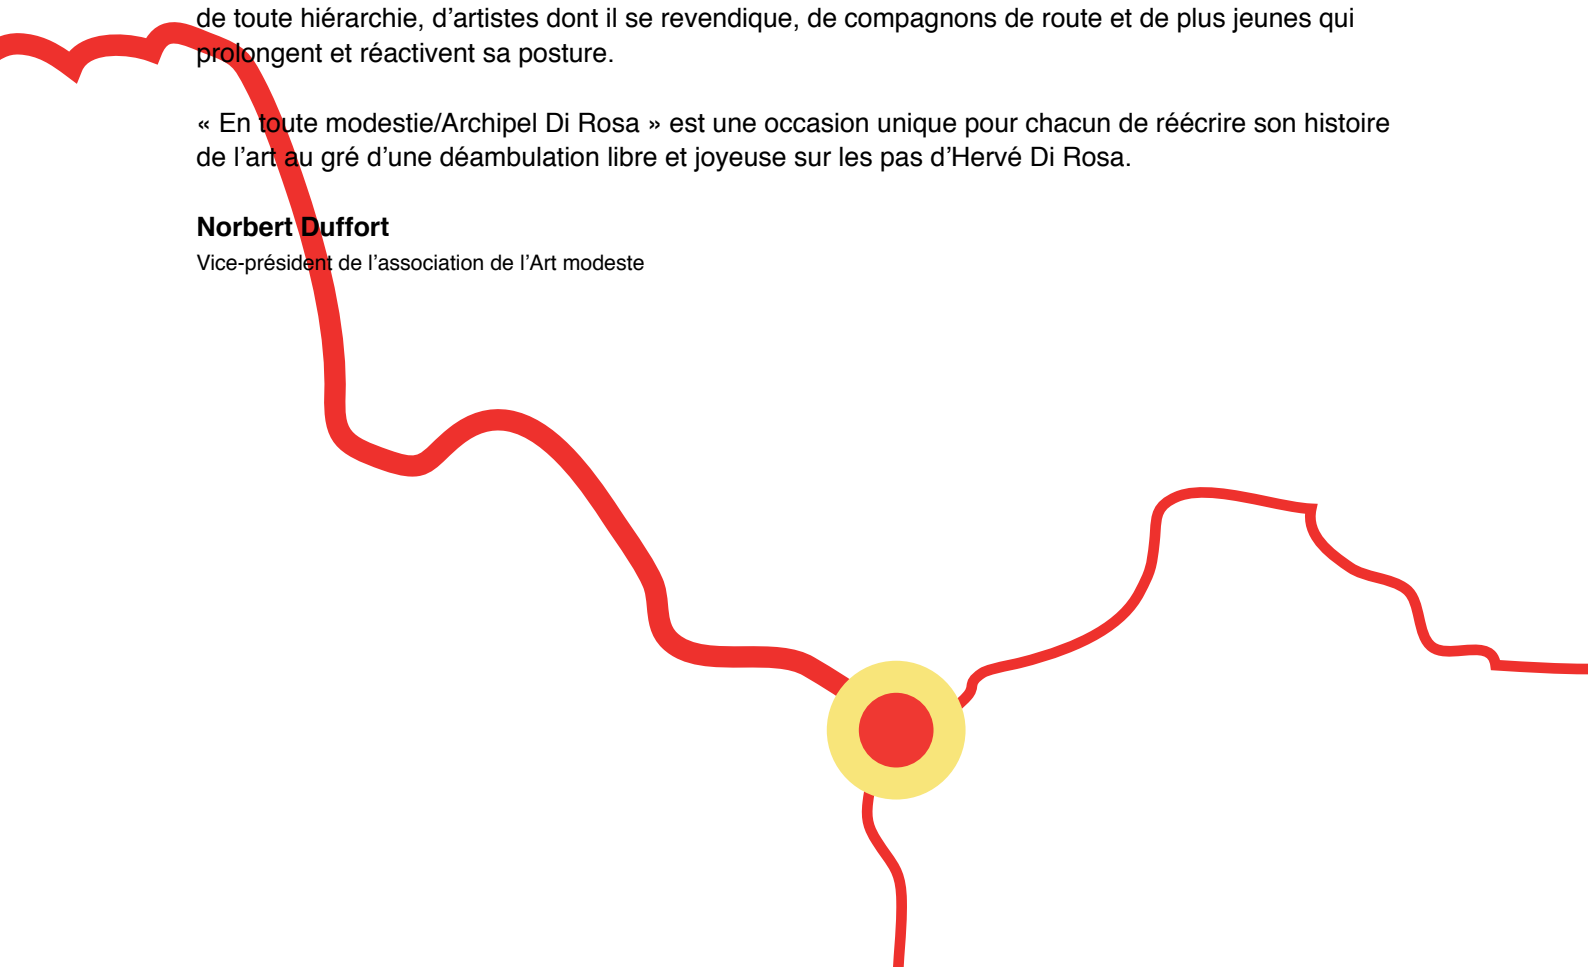 de toute hiérarchie, d’artistes dont il se revendique, de compagnons de route et de plus jeunes qui
prolongent et réactivent sa posture.
« En toute modestie/Archipel Di Rosa » est une occasion unique pour chacun de réécrire son histoire
de l’art au gré d’une déambulation libre et joyeuse sur les pas d’Hervé Di Rosa.
Norbert Duffort
Vice-président de l’association de l’Art modeste